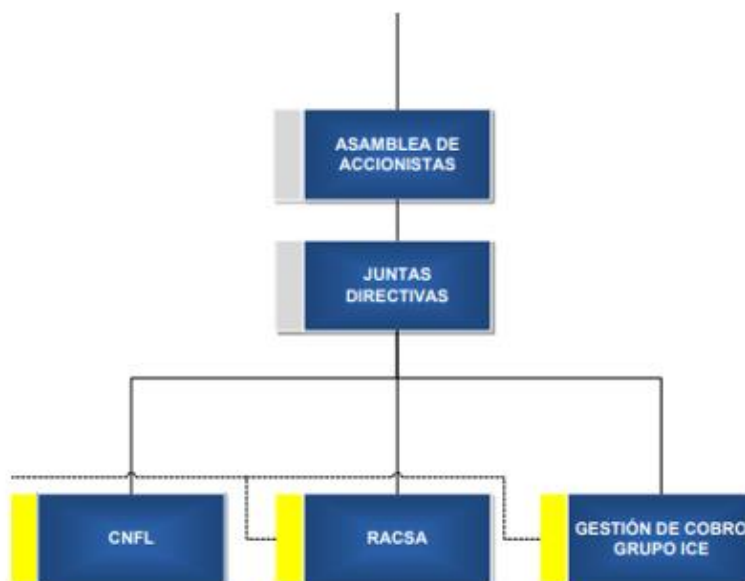 ASAMBLEA DE
ACCIONISTAS
JUNTAS
DIRECTIVAS
CNFL
RACSA
GESTIÓN DE COBRO
GRUPO ICE